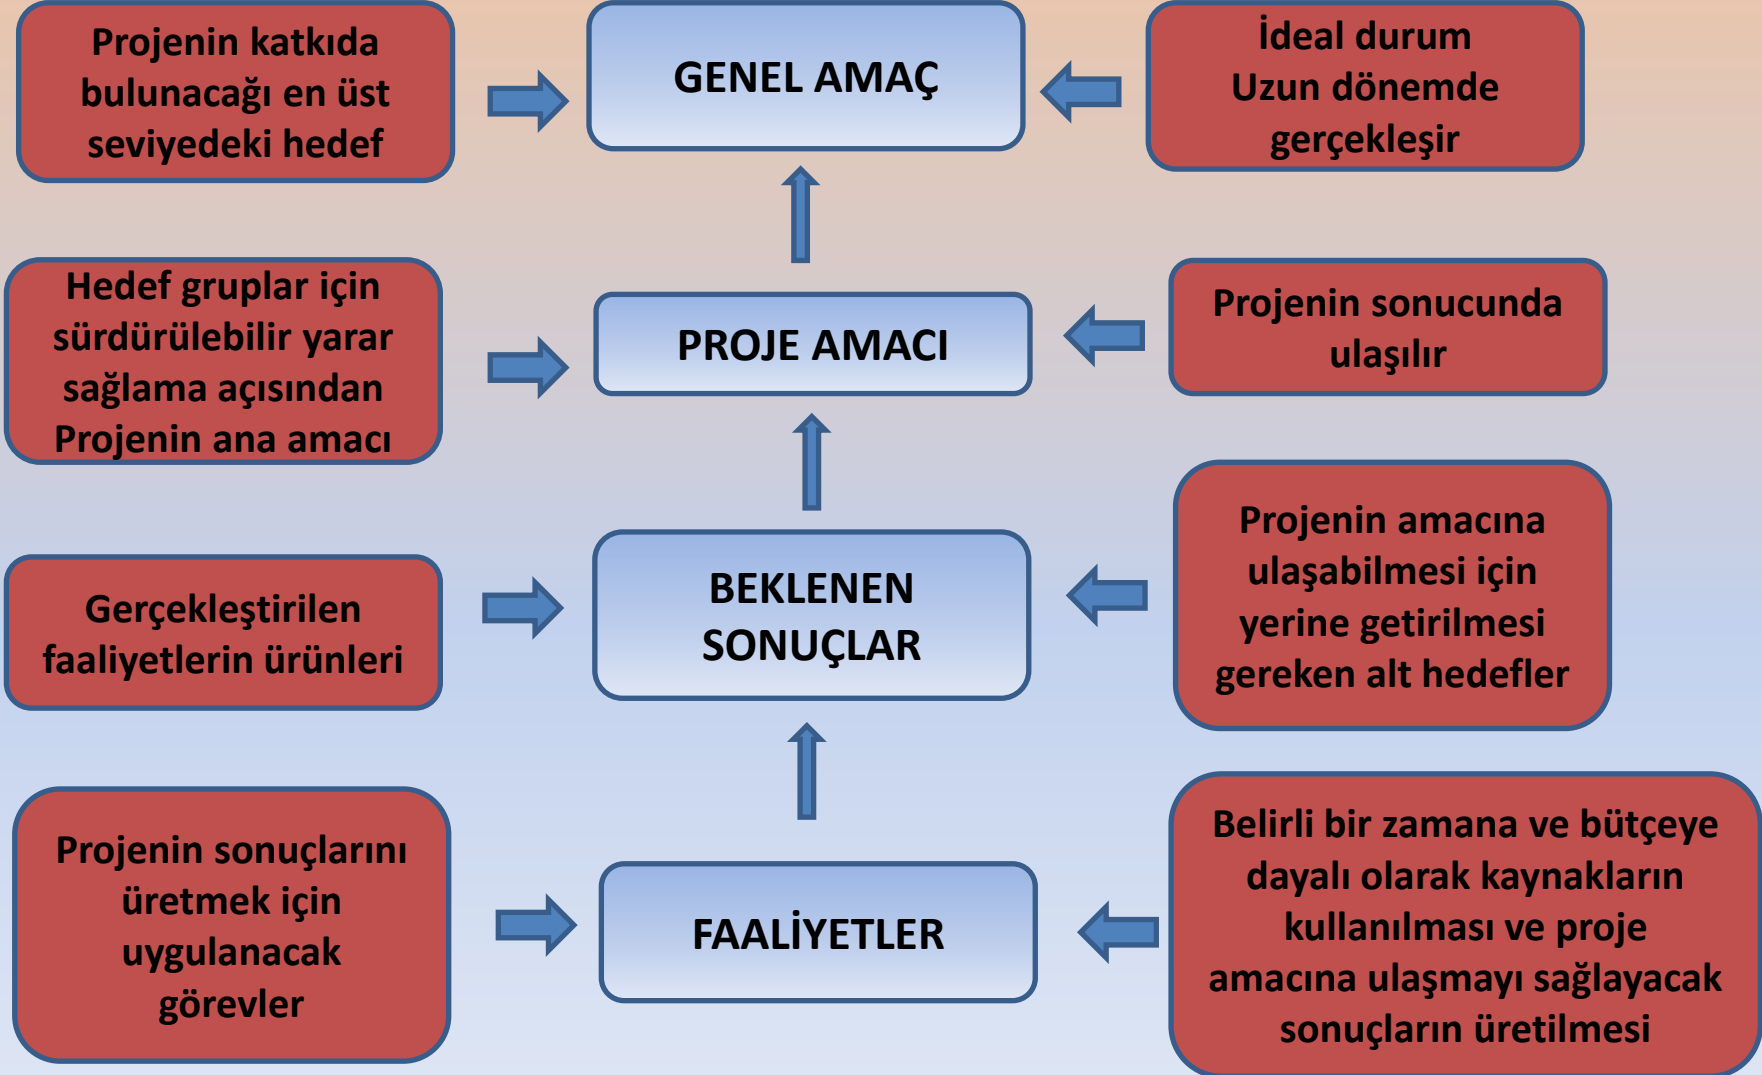 Projenin katkıda
bulunacağı en üst
seviyedeki hedef
GENEL AMAÇ
İdeal durum
Uzun dönemde
gerçekleşir
Hedef gruplar için
sürdürülebilir yarar
sağlama açısından
Projenin ana amacı
PROJE AMACI
Projenin sonucunda
ulaşılır
Gerçekleştirilen
faaliyetlerin ürünleri
BEKLENEN
SONUÇLAR
Projenin amacına
ulaşabilmesi için
yerine getirilmesi
gereken alt hedefler
Projenin sonuçlarını
üretmek için
uygulanacak
görevler
FAALİYETLER
Belirli bir zamana ve bütçeye
dayalı olarak kaynakların
kullanılması ve proje
amacına ulaşmayı sağlayacak
sonuçların üretilmesi